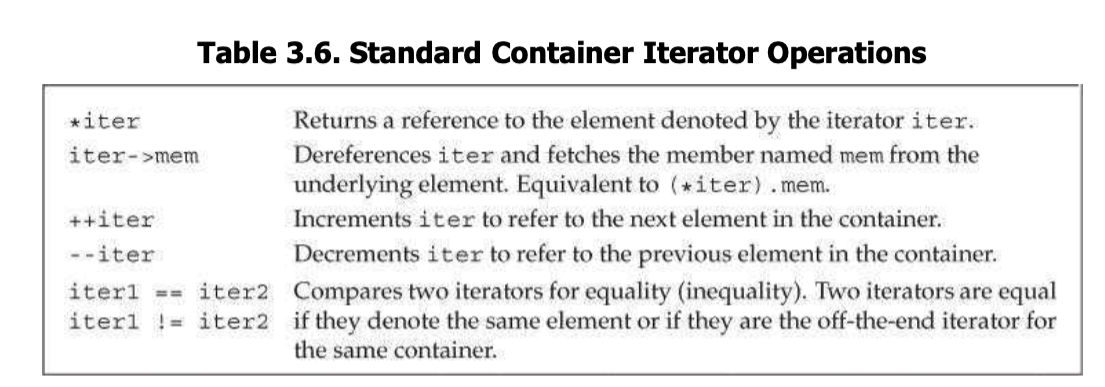 Table 3.6. Standard Container Iterator Operations
*iter Returns a reference to the element denoted by the iterator iter.
iter->mem Dereferences iter and fetches the member named mem from the
underlying element. Equivalent to (*iter).mem.
++iter Increments iter to refer to the next element in the container.
--iter Decrements iter to refer to the previous element in the container.
iter1 == iter2 Compares two iterators for equality (inequality). Two iterators are equal
iter1 != iter2 if they denote the same element or if they are the off-the-end iterator for
the same container.